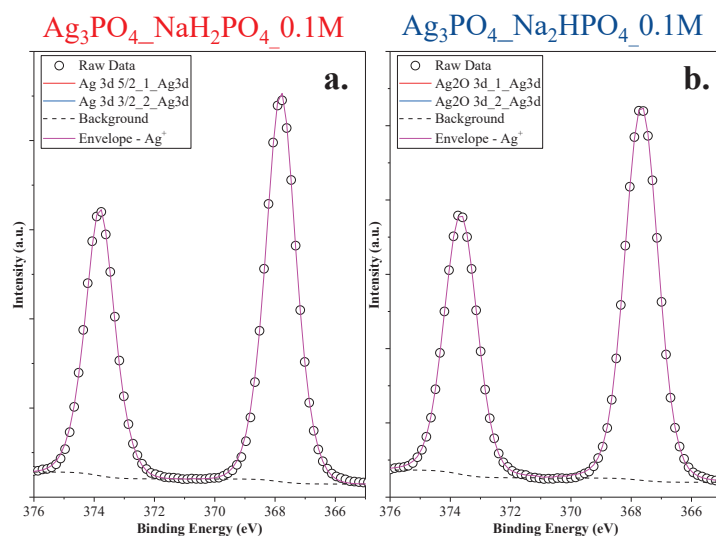 Ag₃PO₄_NaH₂PO₄_0.1M
a.
Raw Data
Ag 3d 5/2_1_Ag3d
Ag 3d 3/2_2_Ag3d
Background
Envelope - Ag⁺
Intensity (a.u.)
376 374 372 370 368 366
Binding Energy (eV)
Ag₃PO₄_Na₂HPO₄_0.1M
b.
Raw Data
Ag2O 3d_1_Ag3d
Ag2O 3d_2_Ag3d
Background
Envelope - Ag⁺
Intensity (a.u.)
376 374 372 370 368 366
Binding Energy (eV)